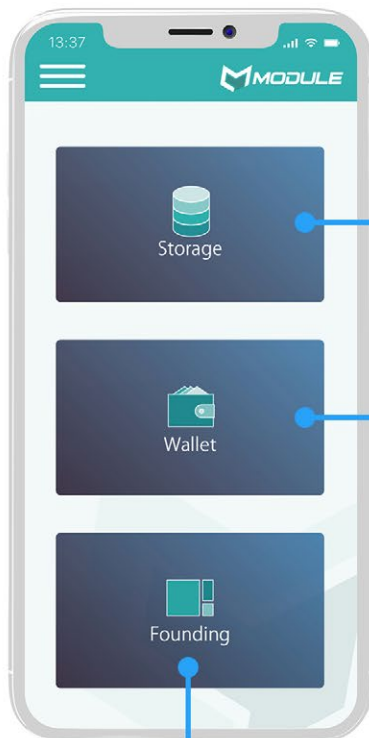 13:37
MODULE
Storage
Wallet
Founding